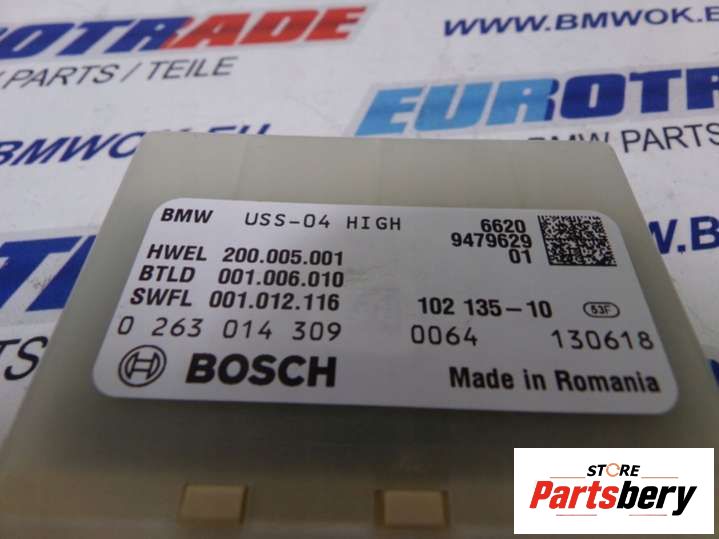 EUROTRADE
PARTS / TEILE
WWW.BMWOK.EU
BMWOK.EU
EUROT
BMW PARTS
BMW USS-04 HIGH 6620
9479629
01
HWEL 200.005.001
BTLD 001.006.010
SWFL 001.012.116 102 135-10 53F
0 263 014 309 0064 130618
BOSCH Made in Romania
STORE
Partsbery